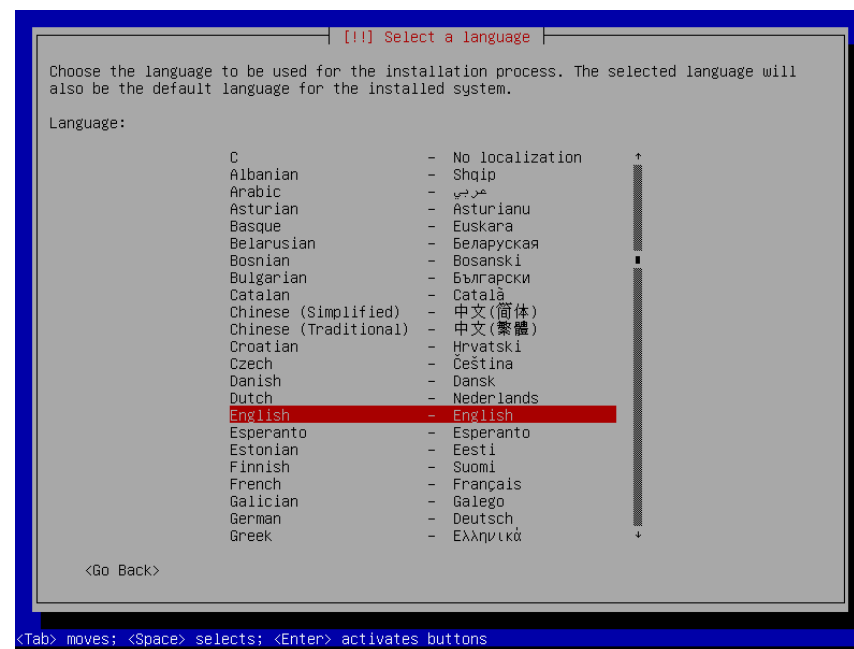 [!!] Select a language
Choose the language to be used for the installation process. The selected language will
also be the default language for the installed system.
Language:
C - No localization
Albanian - Shqip
Arabic - عربي
Asturian - Asturianu
Basque - Euskara
Belarusian - Беларуская
Bosnian - Bosanski
Bulgarian - Български
Catalan - Català
Chinese (Simplified) - 中文(简体)
Chinese (Traditional) - 中文(繁體)
Croatian - Hrvatski
Czech - Čeština
Danish - Dansk
Dutch - Nederlands
English - English
Esperanto - Esperanto
Estonian - Eesti
Finnish - Suomi
French - Français
Galician - Galego
German - Deutsch
Greek - Ελληνικά
<Go Back>
<Tab> moves; <Space> selects; <Enter> activates buttons